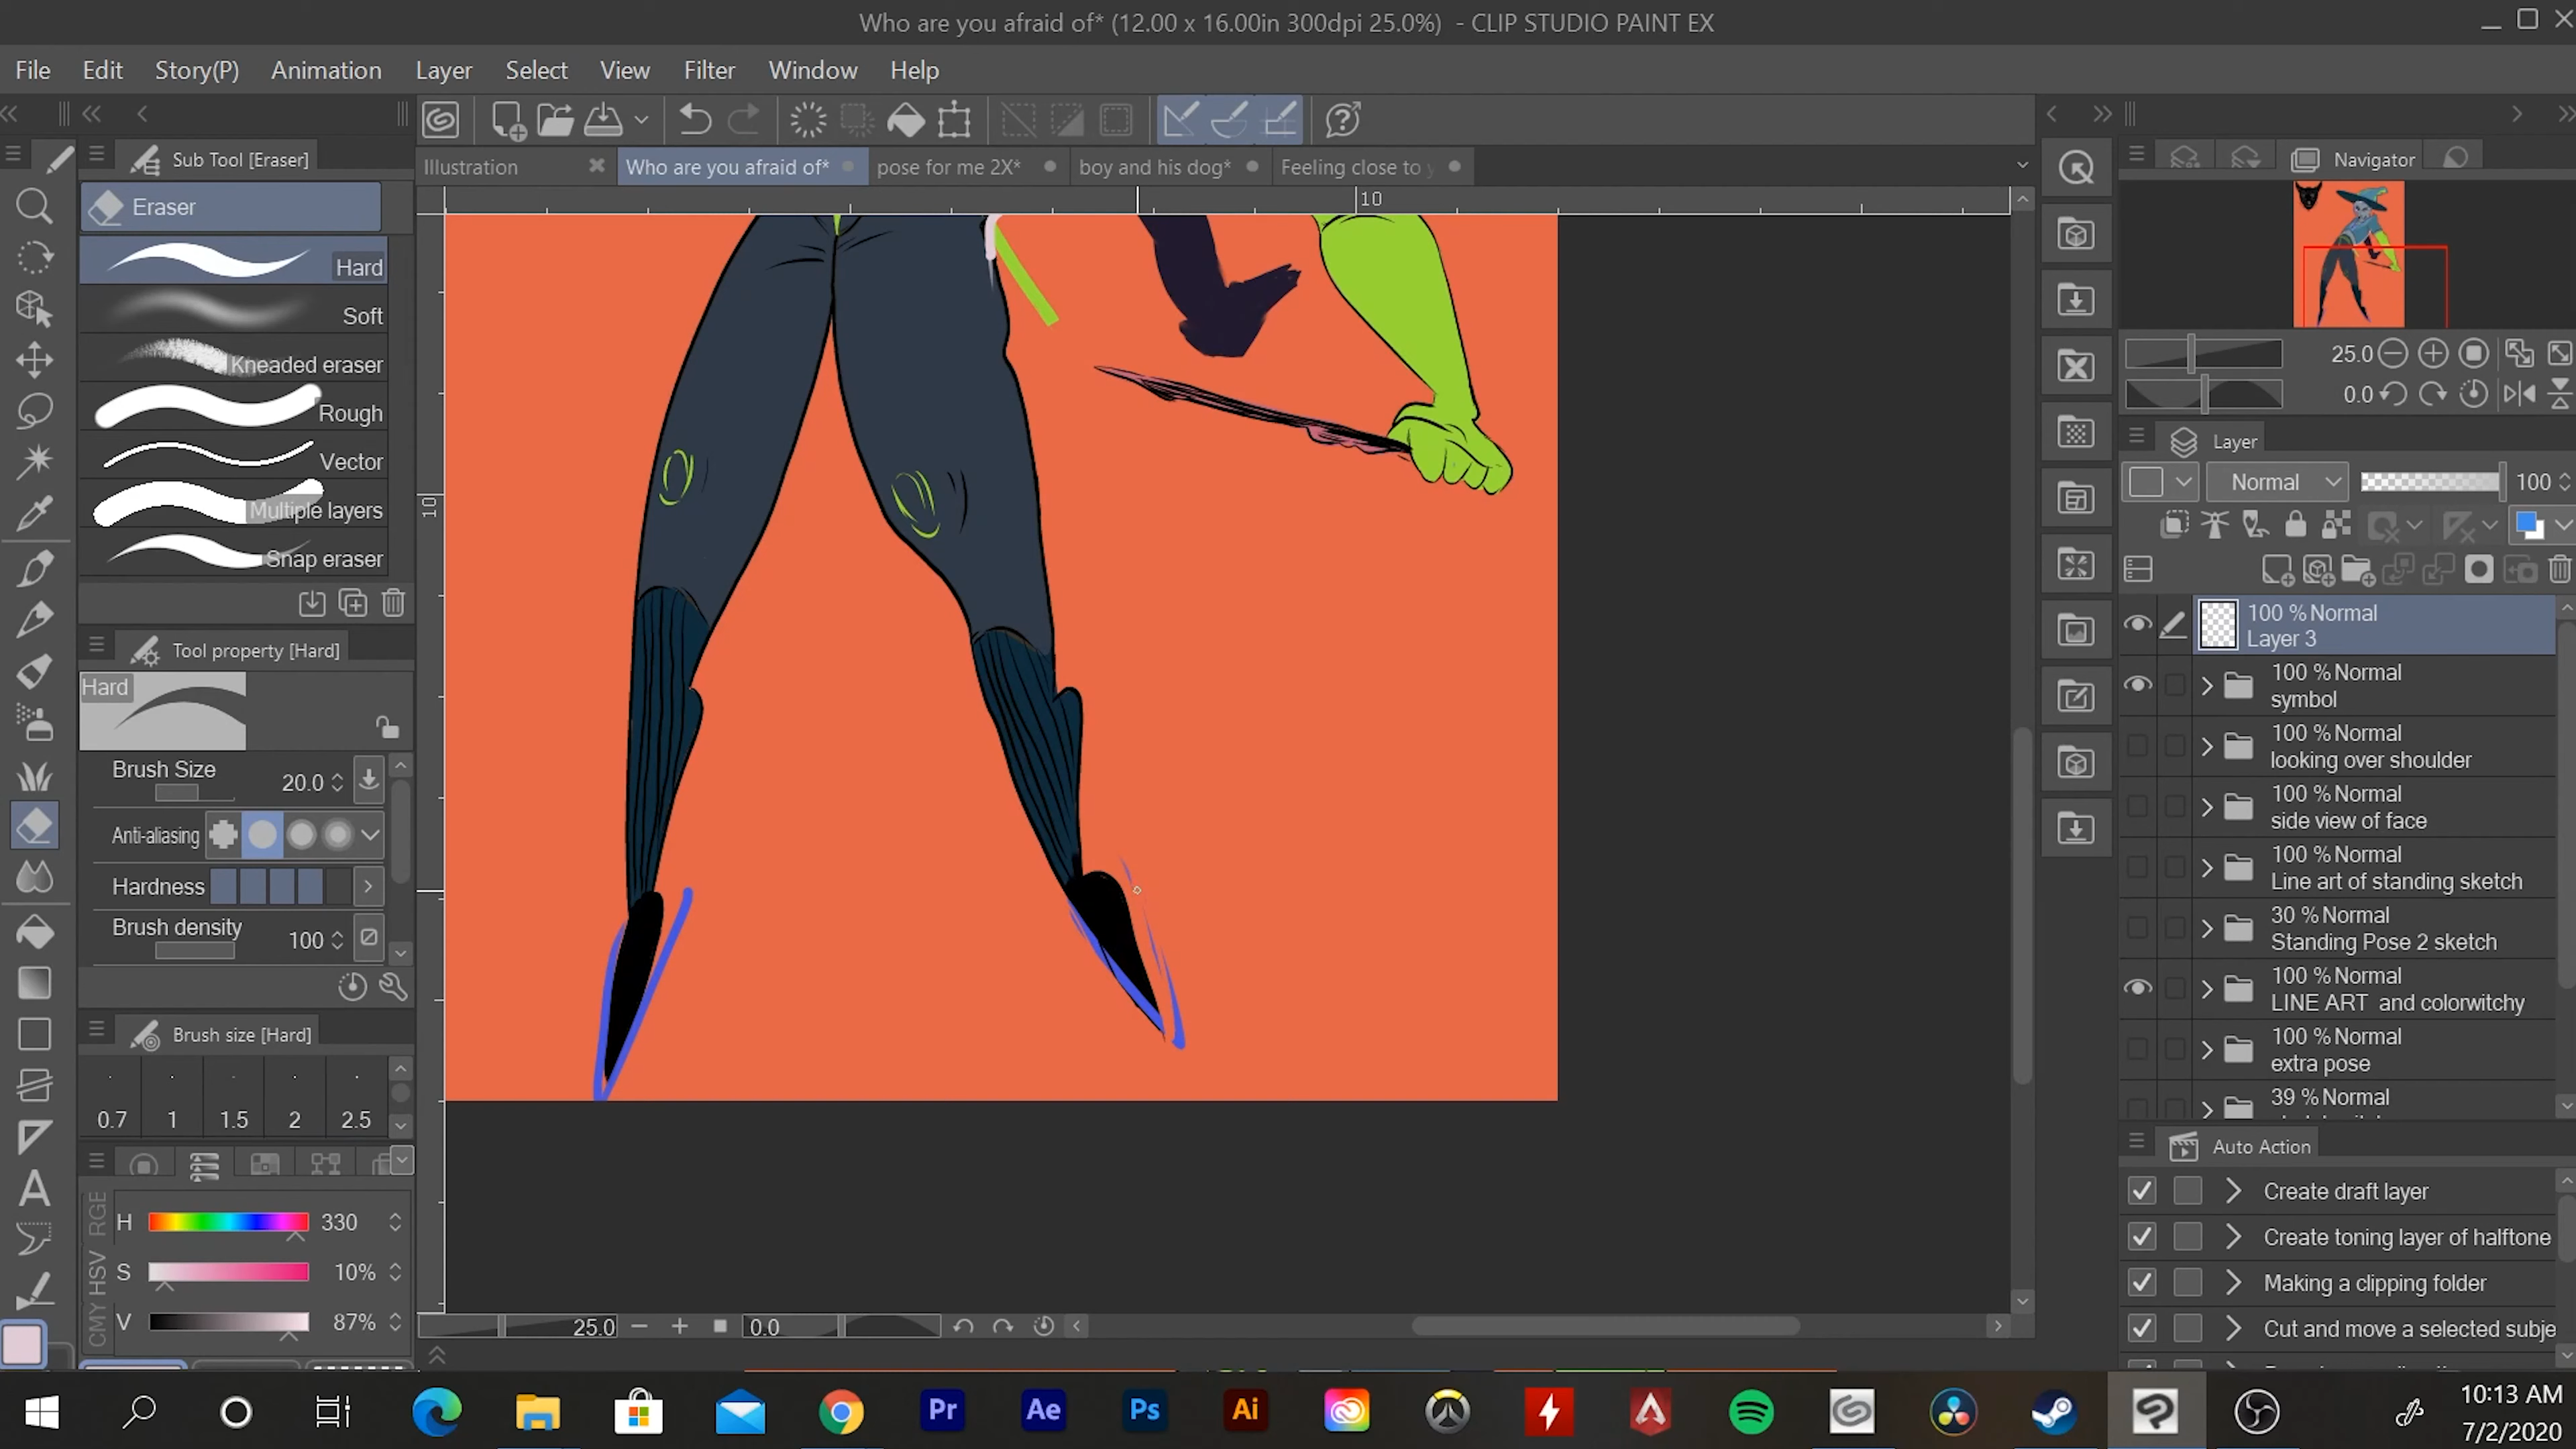 Who are you afraid of* (12.00 x 16.00in 300dpi 25.0%) - CLIP STUDIO PAINT EX
File Edit Story(P) Animation Layer Select View Filter Window Help
Sub Tool [Eraser]
Eraser
Hard
Soft
Kneaded eraser
Rough
Vector
Multiple layers
Snap eraser
Tool property [Hard]
Hard
Brush Size 20.0
Anti-aliasing
Hardness
Brush density 100
Brush size [Hard]
0.7 1 1.5 2 2.5
RGE
HSV
CMY
H 330
S 10%
V 87%
Illustration Who are you afraid of* pose for me 2X* boy and his dog* Feeling close to
10
10
25.0 0.0
Navigator
25.0
0.0
Layer
Normal 100
100 % Normal
Layer 3
100 % Normal
symbol
100 % Normal
looking over shoulder
100 % Normal
side view of face
100 % Normal
Line art of standing sketch
30 % Normal
Standing Pose 2 sketch
100 % Normal
LINE ART and colorwitchy
100 % Normal
extra pose
39 % Normal
Auto Action
Create draft layer
Create toning layer of halftone
Making a clipping folder
Cut and move a selected subje
Pr Ae Ps Ai
10:13 AM
7/2/2020